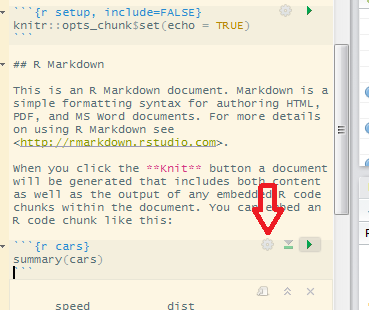 ```{r setup, include=FALSE}
knitr::opts_chunk$set(echo = TRUE)
```
## R Markdown
This is an R Markdown document. Markdown is a
simple formatting syntax for authoring HTML,
PDF, and MS Word documents. For more details
on using R Markdown see
<http://rmarkdown.rstudio.com>.
When you click the **Knit** button a document
will be generated that includes both content
as well as the output of any embedded R code
chunks within the document. You can embed an
R code chunk like this:
```{r cars}
summary(cars)
```
speed dist